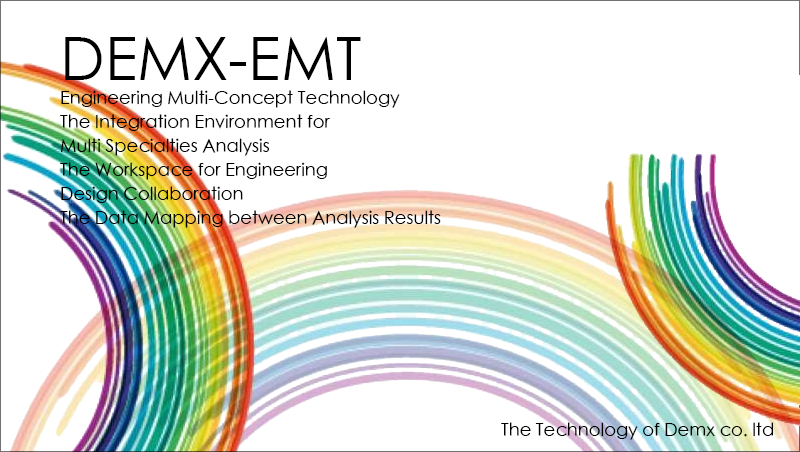 DEMX-EMT
Engineering Multi-Concept Technology
The Integration Environment for
Multi Specialties Analysis
The Workspace for Engineering
Design Collaboration
The Data Mapping between Analysis Results
The Technology of Demx co. ltd